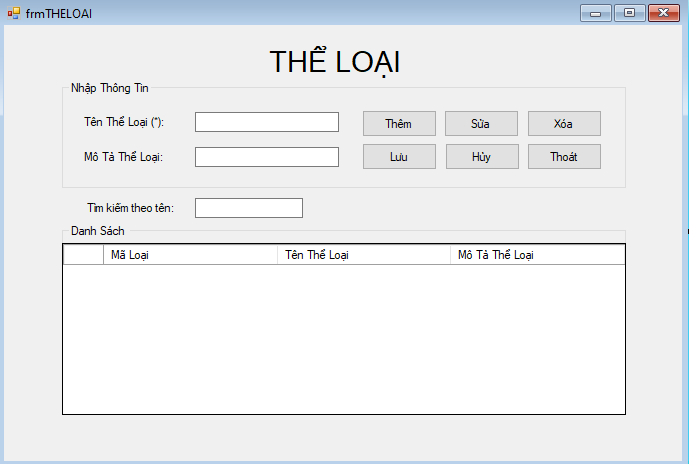 frmTHELOAI
THỂ LOẠI
Nhập Thông Tin
Tên Thể Loại (*):
Thêm
Sửa
Xóa
Mô Tả Thể Loại:
Lưu
Hủy
Thoát
Tìm kiếm theo tên:
Danh Sách
Mã Loại
Tên Thể Loại
Mô Tả Thể Loại